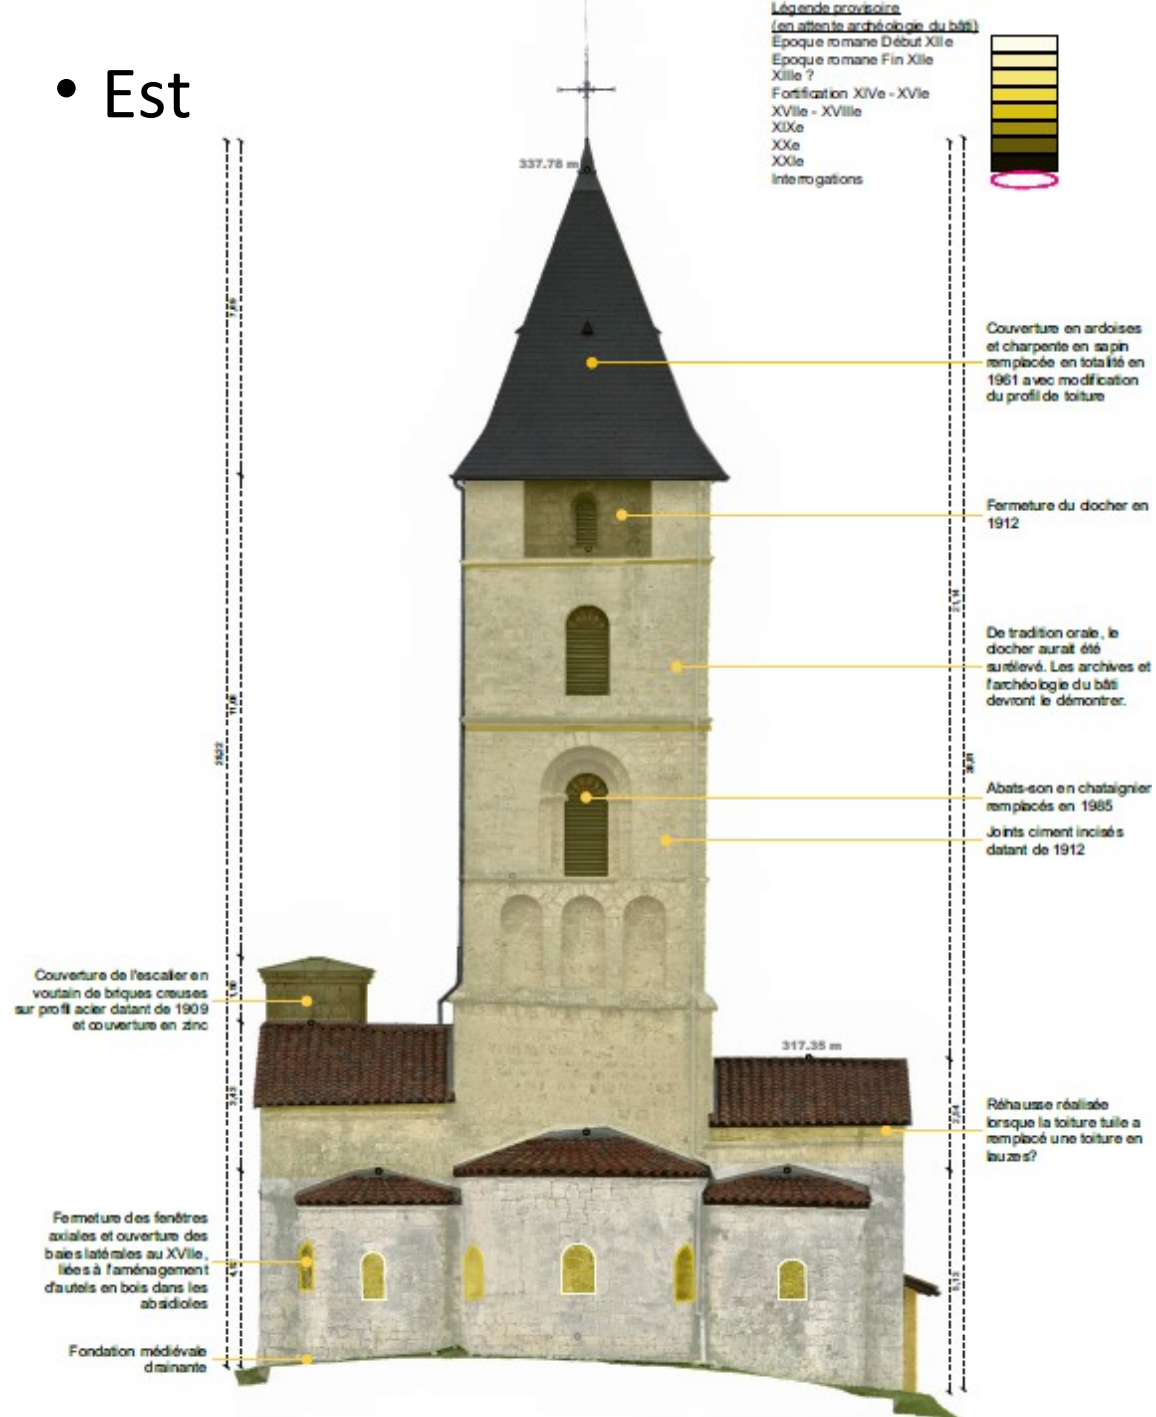 • Est
Légende provisoire
(en attente archéologie du bâti)
Epoque romane Début XIIe
Epoque romane Fin XIIe
XIIIe ?
Fortification XIVe - XVIe
XVIIe - XVIIIe
XIXe
XXe
XXIe
Interrogations
337.78 m
Couverture en ardoises
et charpente en sapin
remplacée en totalité en
1961 avec modification
du profil de toiture
Fermeture du clocher en
1912
De tradition orale, le
clocher aurait été
surélevé. Les archives et
l'archéologie du bâti
devront le démontrer.
Abats-son en chataignier
remplacés en 1985
Joints ciment incisés
datant de 1912
Couverture de l'escalier en
voutain de briques creuses
sur profil acier datant de 1909
et couverture en zinc
317.35 m
Réhausse réalisée
lorsque la toiture tuile a
remplacé une toiture en
lauzes?
Fermeture des fenêtres
axiales et ouverture des
baies latérales au XVIIe,
liées à l'aménagement
d'autels en bois dans les
absidioles
Fondation médiévale
drainante